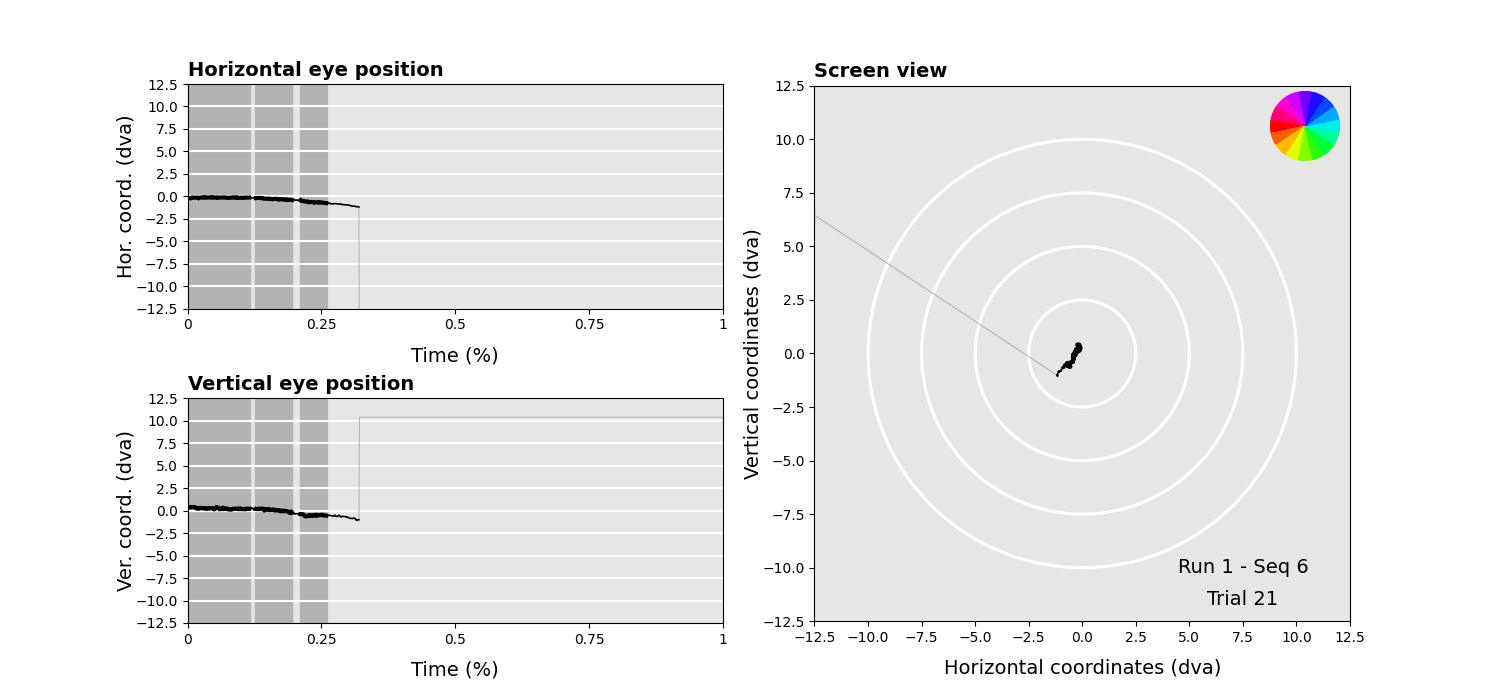 Horizontal eye position
Hor. coord. (dva)
12.5
10.0
7.5
5.0
2.5
0.0
−2.5
−5.0
−7.5
−10.0
−12.5
0 0.25 0.5 0.75 1
Time (%)
Vertical eye position
Ver. coord. (dva)
12.5
10.0
7.5
5.0
2.5
0.0
−2.5
−5.0
−7.5
−10.0
−12.5
0 0.25 0.5 0.75 1
Time (%)
Screen view
Vertical coordinates (dva)
12.5
10.0
7.5
5.0
2.5
0.0
−2.5
−5.0
−7.5
−10.0
−12.5
Run 1 - Seq 6
Trial 21
−12.5 −10.0 −7.5 −5.0 −2.5 0.0 2.5 5.0 7.5 10.0 12.5
Horizontal coordinates (dva)